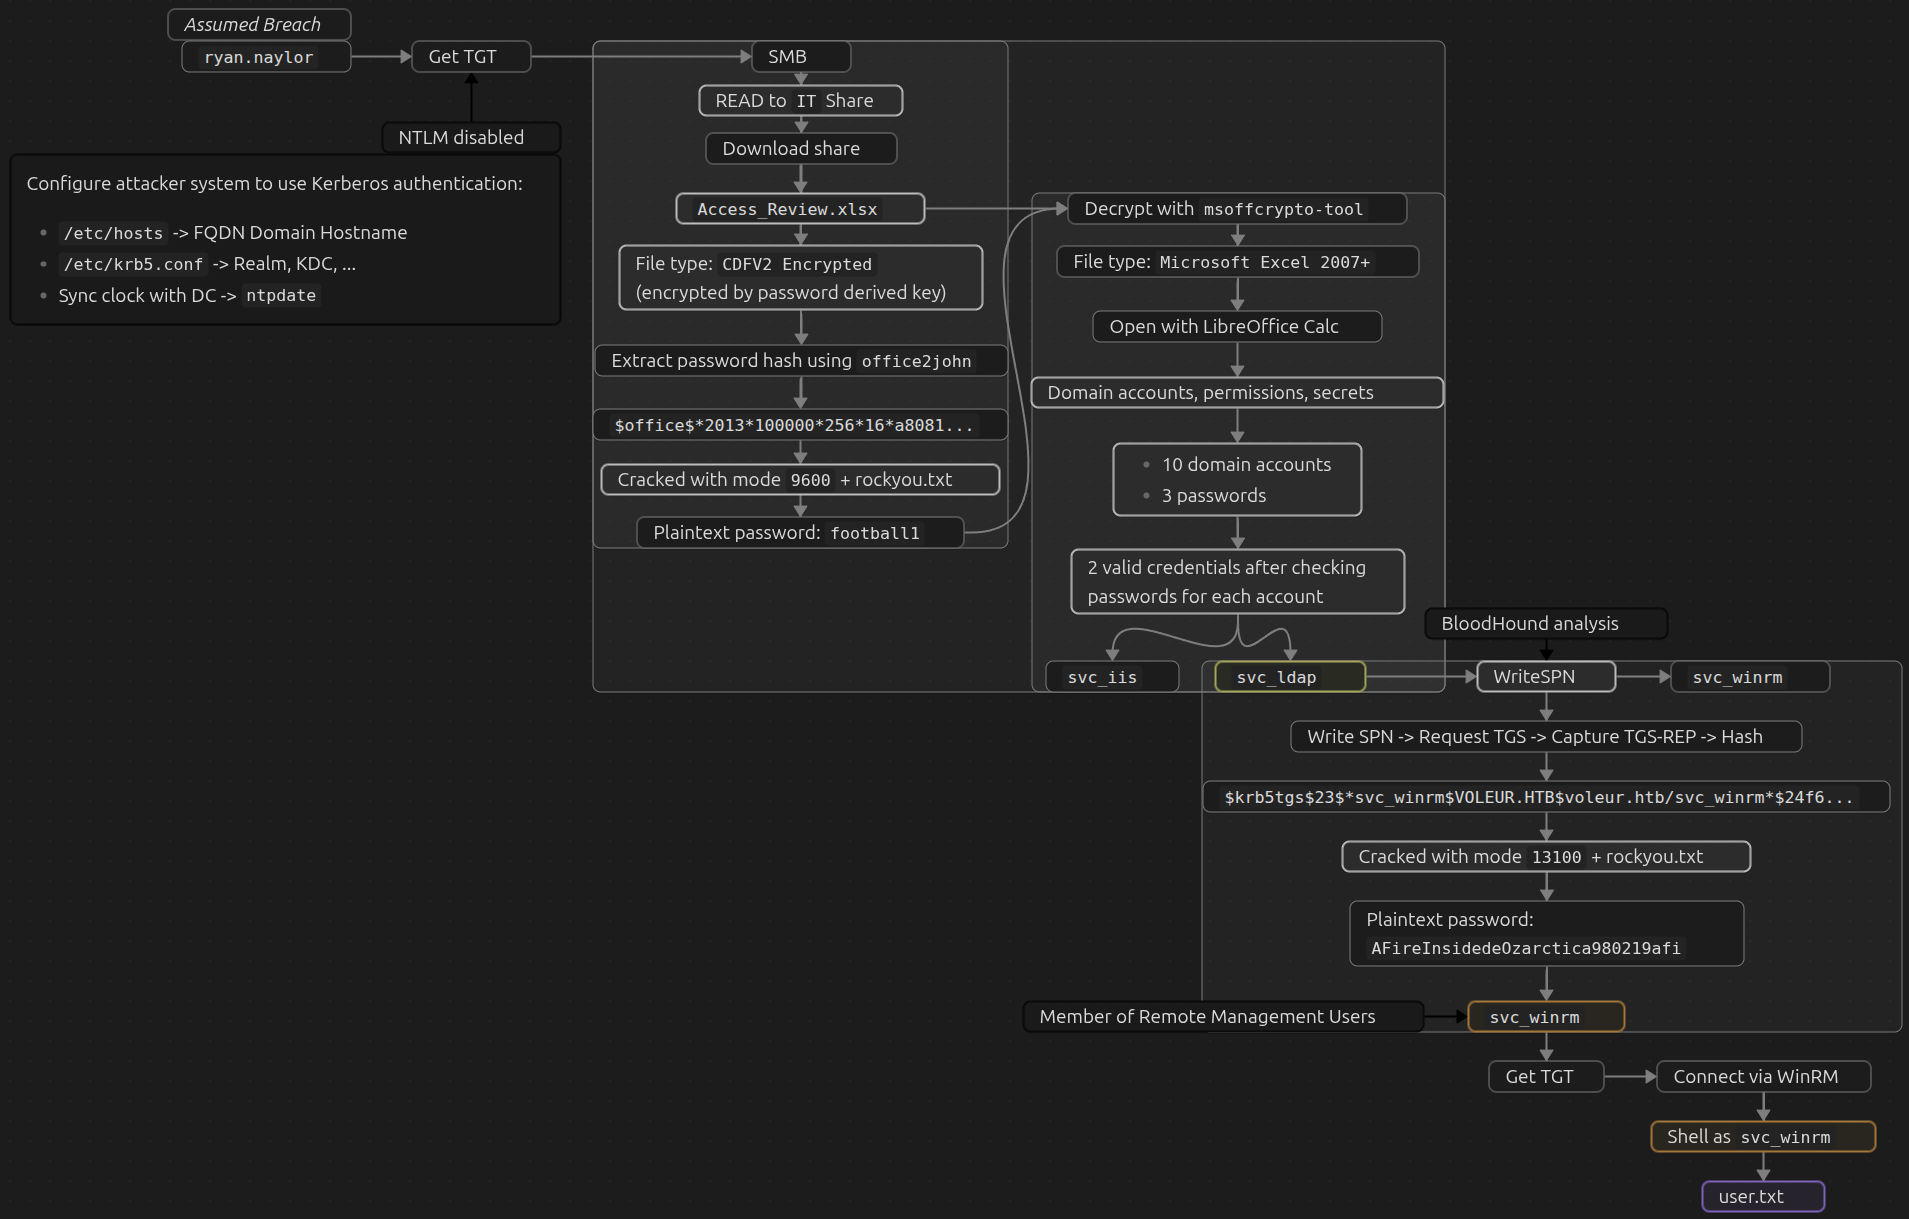 Assumed Breach
ryan.naylor
Get TGT
NTLM disabled
Configure attacker system to use Kerberos authentication:
/etc/hosts -> FQDN Domain Hostname
/etc/krb5.conf -> Realm, KDC, ...
Sync clock with DC -> ntpdate
SMB
READ to IT Share
Download share
Access_Review.xlsx
File type: CDFV2 Encrypted
(encrypted by password derived key)
Extract password hash using office2john
$office$*2013*100000*256*16*a8081...
Cracked with mode 9600 + rockyou.txt
Plaintext password: football1
Decrypt with msoffcrypto-tool
File type: Microsoft Excel 2007+
Open with LibreOffice Calc
Domain accounts, permissions, secrets
10 domain accounts
3 passwords
2 valid credentials after checking
passwords for each account
svc_iis
svc_ldap
BloodHound analysis
WriteSPN
svc_winrm
Write SPN -> Request TGS -> Capture TGS-REP -> Hash
$krb5tgs$23$*svc_winrm$VOLEUR.HTB$voleur.htb/svc_winrm*$24f6...
Cracked with mode 13100 + rockyou.txt
Plaintext password:
AFireInsidedeOzarctica980219afi
Member of Remote Management Users
svc_winrm
Get TGT
Connect via WinRM
Shell as svc_winrm
user.txt